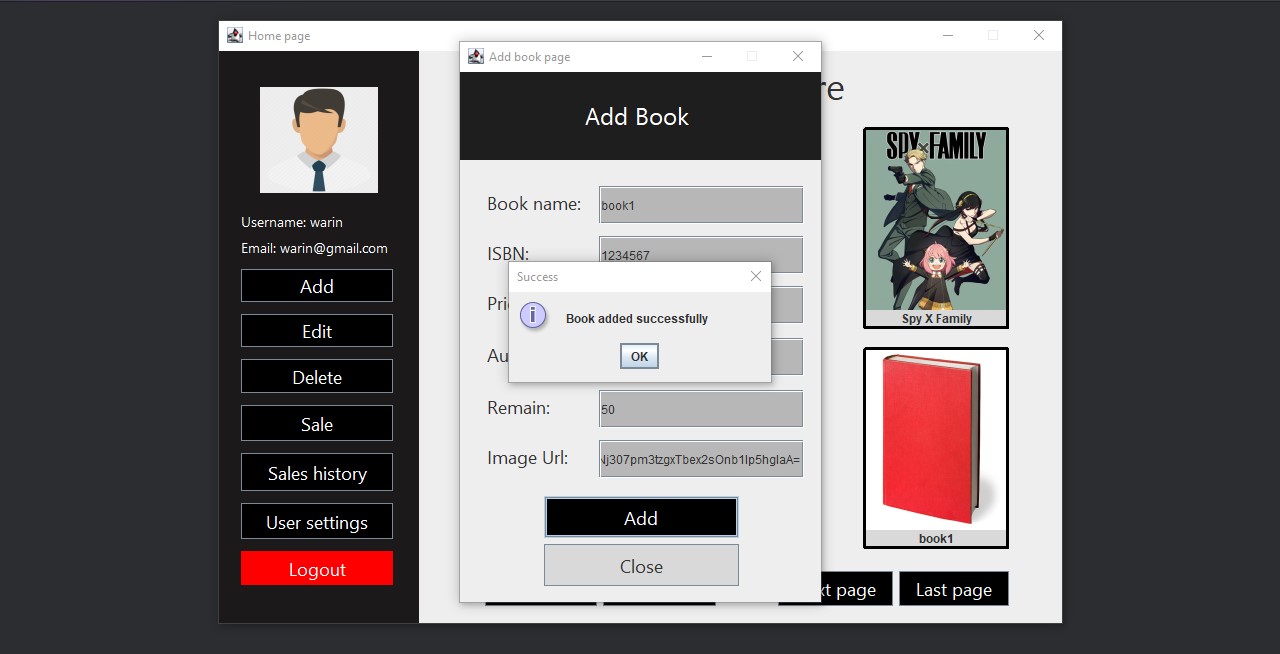 Home page
Add book page
re
Add Book
Username: warin
Email: warin@gmail.com
Add
Edit
Delete
Sale
Sales history
User settings
Logout
Book name:
book1
ISBN:
1234567
Pri
Au
Success
Book added successfully
OK
Remain:
50
Image Url:
Add
Close
SPY×FAMILY
Spy X Family
book1
xt page
Last page